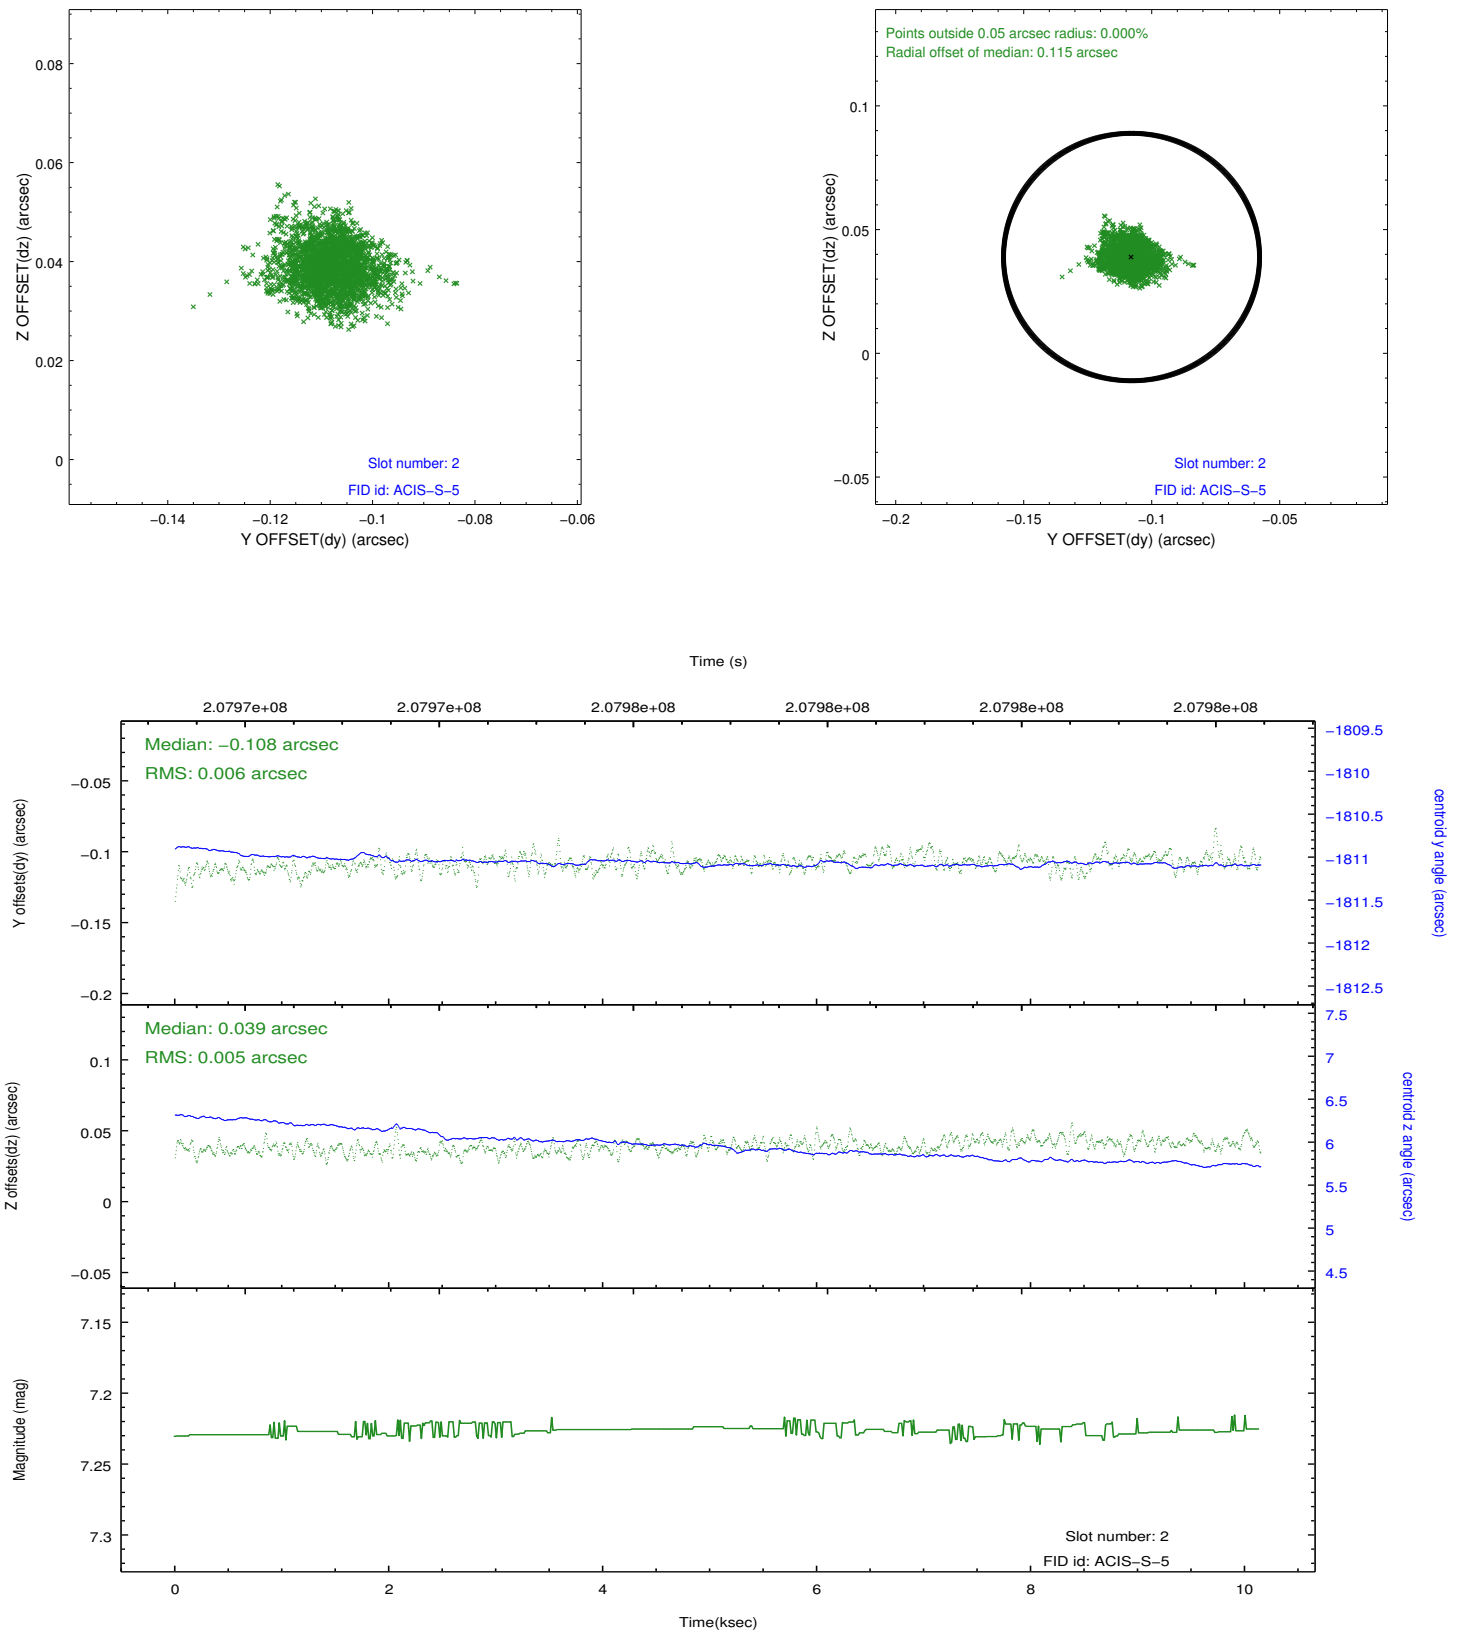 0.08
0.06
0.04
0.02
0
Z OFFSET(dz) (arcsec)
Slot number: 2
FID id: ACIS−S−5
−0.14 −0.12 −0.1 −0.08 −0.06
Y OFFSET(dy) (arcsec)
Points outside 0.05 arcsec radius: 0.000%
Radial offset of median: 0.115 arcsec
0.1
0.05
0
−0.05
Z OFFSET(dz) (arcsec)
Slot number: 2
FID id: ACIS−S−5
−0.2 −0.15 −0.1 −0.05
Y OFFSET(dy) (arcsec)
Time (s)
2.0797e+08 2.0797e+08 2.0798e+08 2.0798e+08 2.0798e+08 2.0798e+08
Median: −0.108 arcsec
RMS: 0.006 arcsec
−0.05
−0.1
−0.15
−0.2
Y offsets(dy) (arcsec)
−1809.5
−1810
−1810.5
−1811
−1811.5
−1812
−1812.5
centroid y angle (arcsec)
Median: 0.039 arcsec
RMS: 0.005 arcsec
0.1
0.05
0
−0.05
Z offsets(dz) (arcsec)
7.5
7
6.5
6
5.5
5
4.5
centroid z angle (arcsec)
7.15
7.2
7.25
7.3
Magnitude (mag)
Slot number: 2
FID id: ACIS−S−5
0 2 4 6 8 10
Time(ksec)